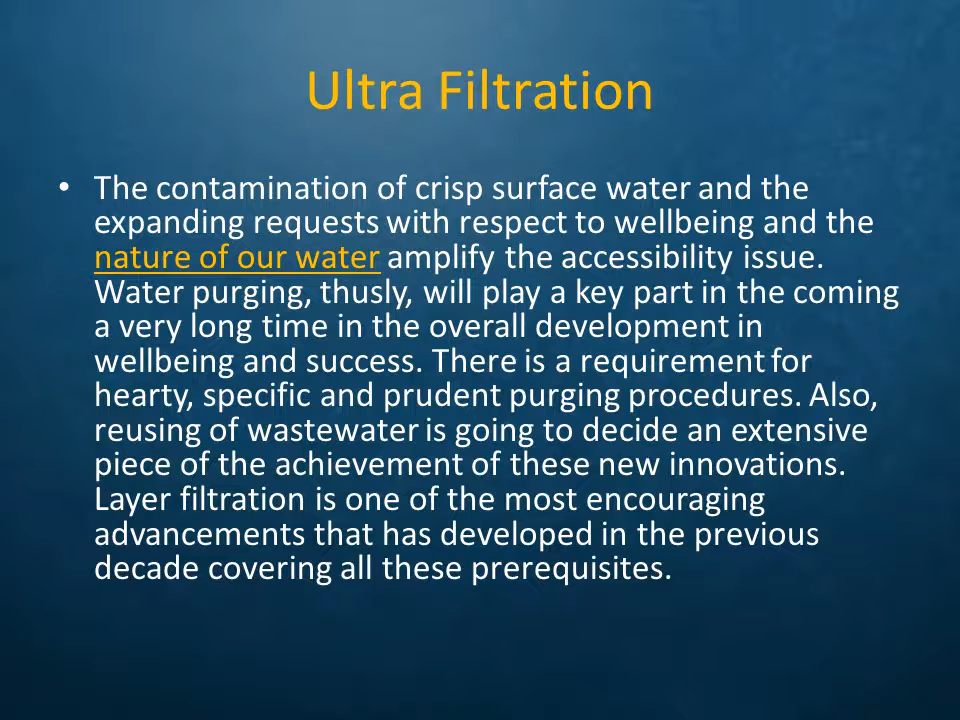 Ultra Filtration
• The contamination of crisp surface water and the
expanding requests with respect to wellbeing and the
nature of our water amplify the accessibility issue.
Water purging, thusly, will play a key part in the coming
a very long time in the overall development in
wellbeing and success. There is a requirement for
hearty, specific and prudent purging procedures. Also,
reusing of wastewater is going to decide an extensive
piece of the achievement of these new innovations.
Layer filtration is one of the most encouraging
advancements that has developed in the previous
decade covering all these prerequisites.